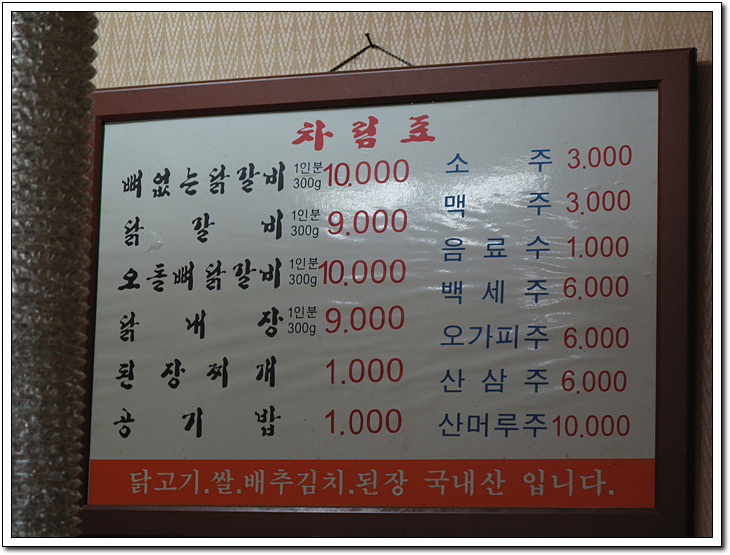 차림표
뼈없는닭갈비 1인분 300g 10.000
닭갈비 1인분 300g 9.000
오돌뼈닭갈비 1인분 300g 10.000
닭내장 1인분 300g 9.000
된장찌개 1.000
공기밥 1.000
소주 3.000
맥주 3.000
음료수 1.000
백세주 6.000
오가피주 6.000
산삼주 6.000
산머루주 10.000
닭고기.쌀.배추김치.된장 국내산 입니다.